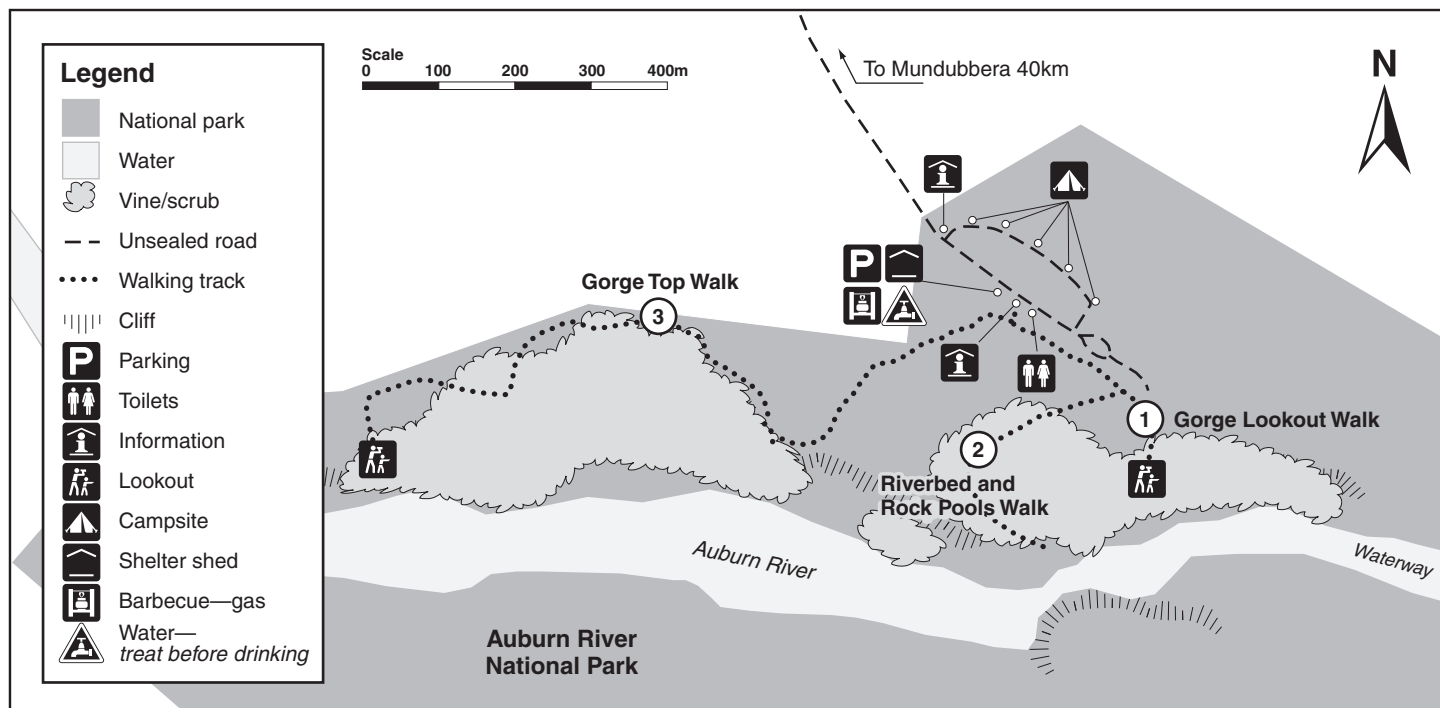 Legend
National park
Water
Vine/scrub
Unsealed road
Walking track
Cliff
P
Parking
Toilets
i
Information
Lookout
Campsite
Shelter shed
Barbecue—gas
Water—
treat before drinking
Scale
0 100 200 300 400m
To Mundubbera 40km
N
i
P
Gorge Top Walk
3
i
1
Gorge Lookout Walk
2
Riverbed and
Rock Pools Walk
Auburn River
Waterway
Auburn River
National Park